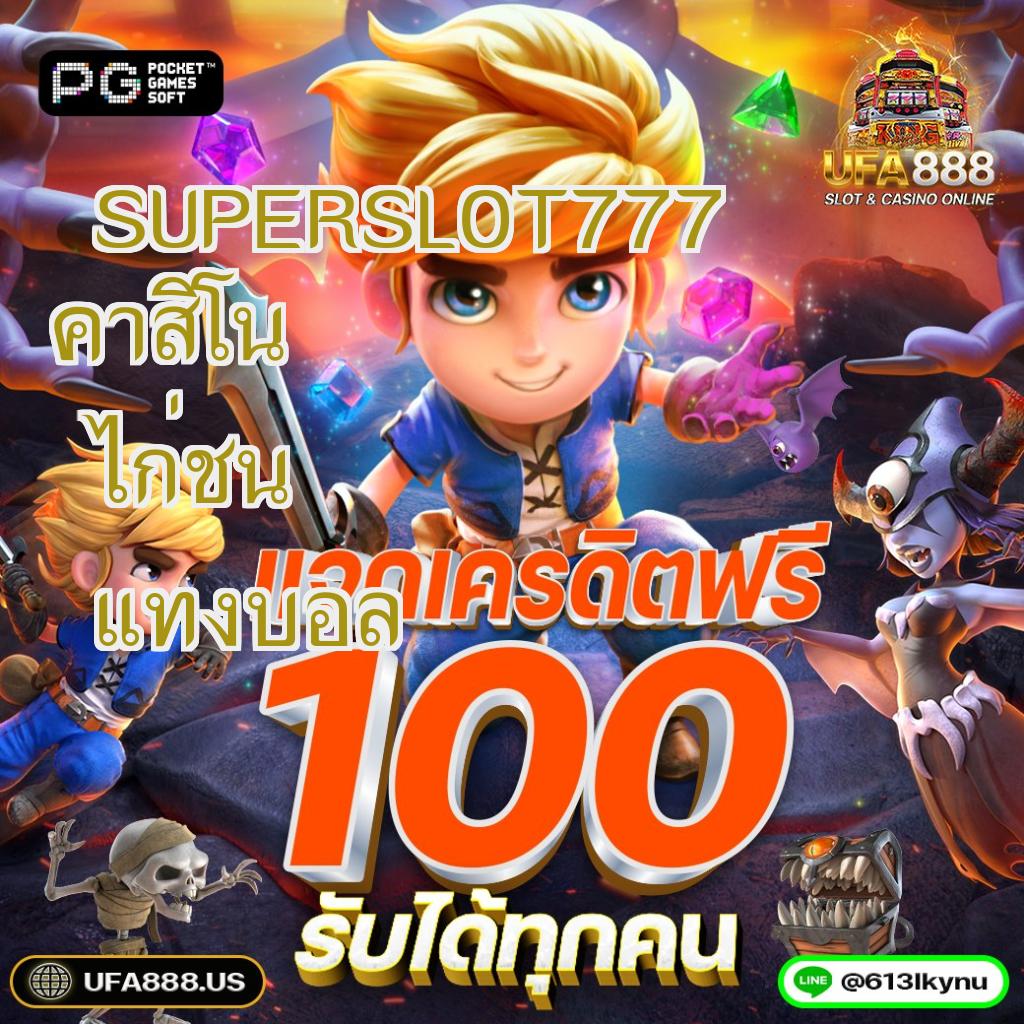 PG POCKET GAMES SOFT™
UFA888
SLOT & CASINO ONLINE
SUPERSLOT777
คาสิโน
ไก่ชน
แจกเครดิตฟรี
แทงบอล
100
รับได้ทุกคน
UFA888.US
LINE @613lkynu